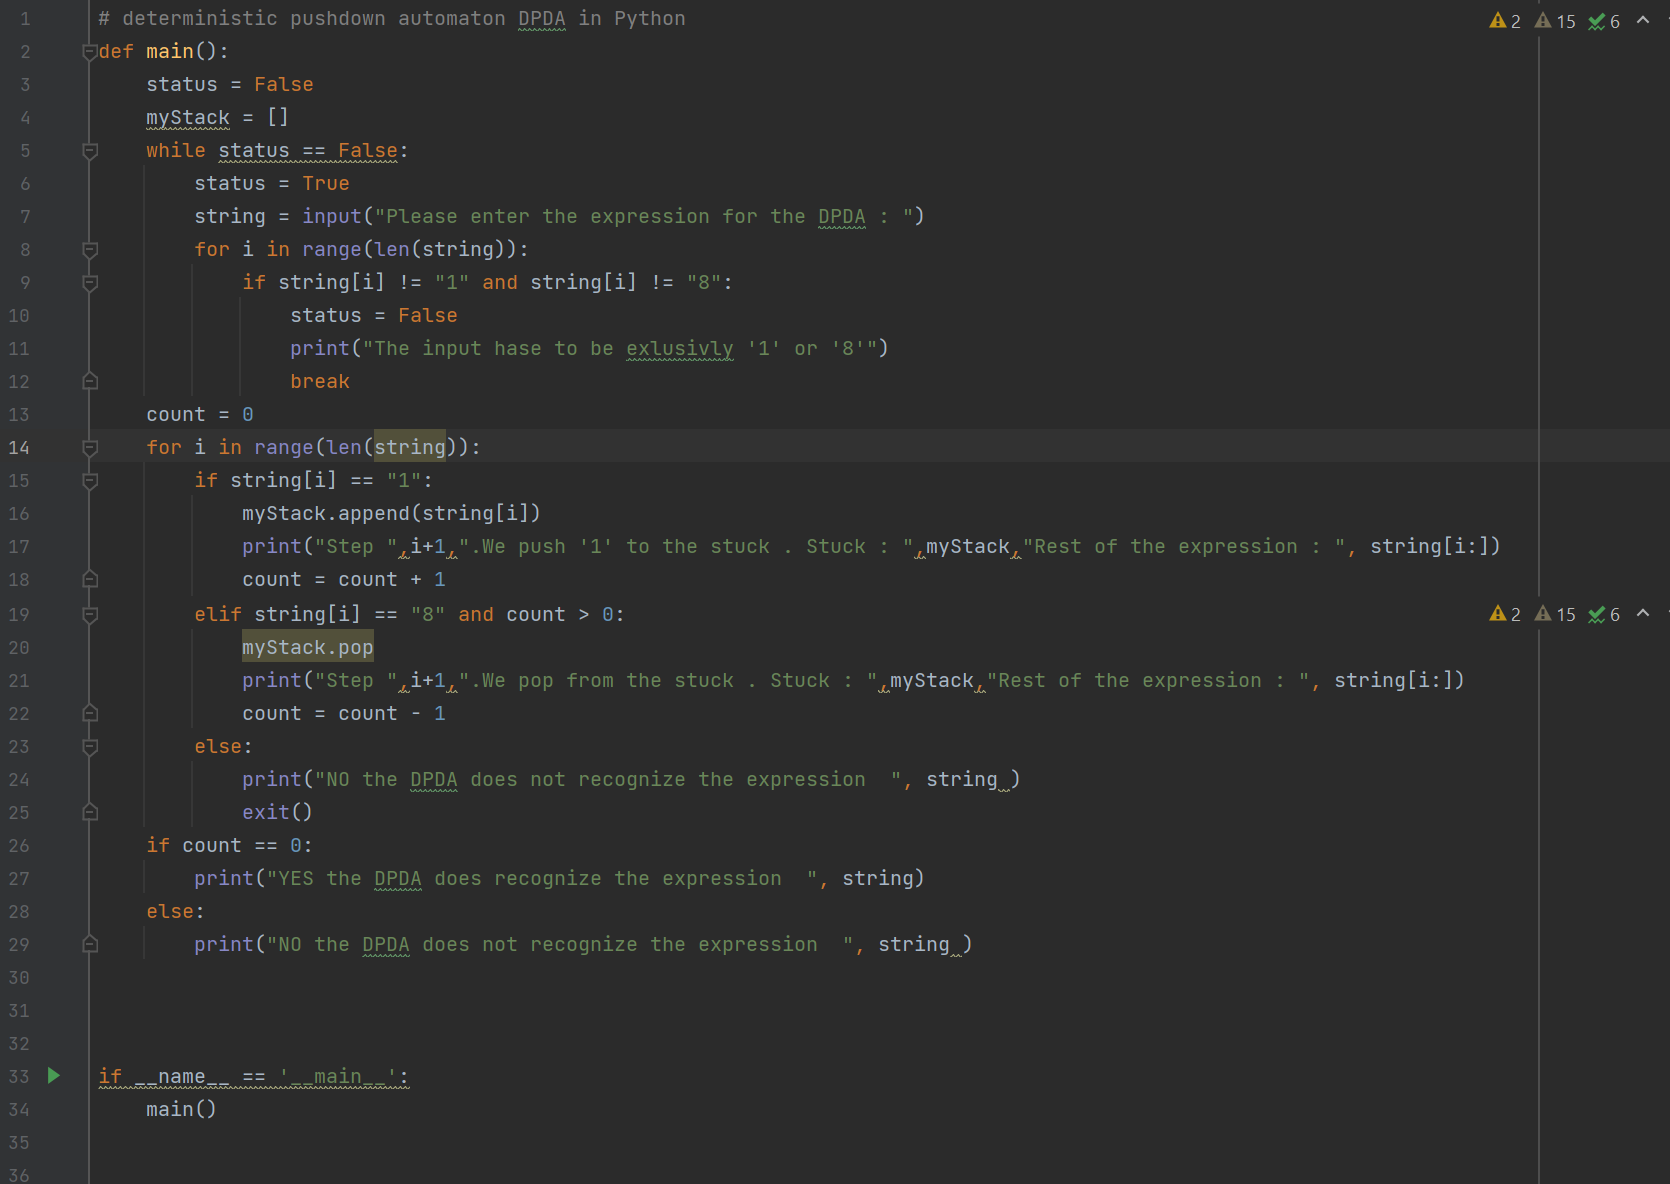 1 # deterministic pushdown automaton DPDA in Python 2 15 6
2 def main():
3 status = False
4 myStack = []
5 while status == False:
6 status = True
7 string = input("Please enter the expression for the DPDA : ")
8 for i in range(len(string)):
9 if string[i] != "1" and string[i] != "8":
10 status = False
11 print("The input hase to be exlusivly '1' or '8'")
12 break
13 count = 0
14 for i in range(len(string)):
15 if string[i] == "1":
16 myStack.append(string[i])
17 print("Step ",i+1,".We push '1' to the stuck . Stuck : ",myStack,"Rest of the expression : ", string[i:])
18 count = count + 1
19 elif string[i] == "8" and count > 0: 2 15 6
20 myStack.pop
21 print("Step ",i+1,".We pop from the stuck . Stuck : ",myStack,"Rest of the expression : ", string[i:])
22 count = count - 1
23 else:
24 print("NO the DPDA does not recognize the expression  ", string )
25 exit()
26 if count == 0:
27 print("YES the DPDA does recognize the expression  ", string)
28 else:
29 print("NO the DPDA does not recognize the expression  ", string )
30
31
32
33 if __name__ == '__main__':
34 main()
35
36